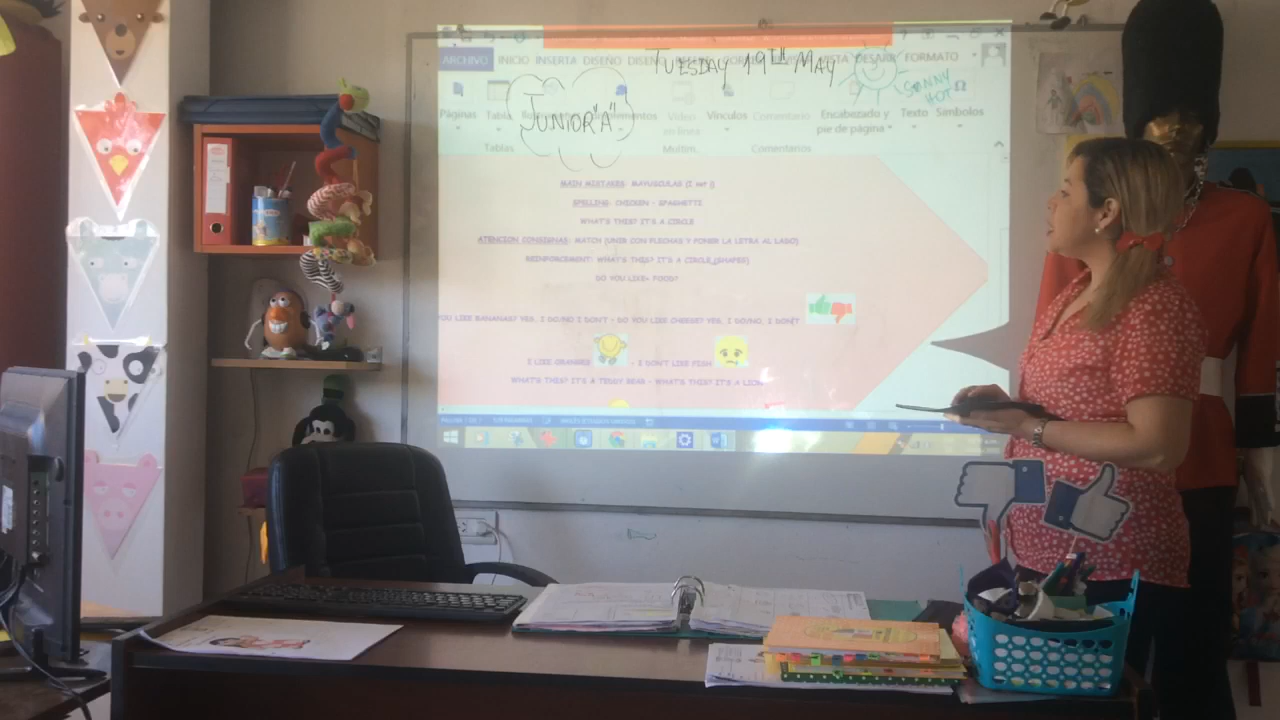 ARCHIVO INICIO INSERTA DISEÑO FORMATO
TUESDAY 19TH MAY
SUNNY
HOT
JUNIOR "A"
Páginas Tabla Vínculos Comentario Encabezado y pie de página Texto Símbolos
Tablas Multim. Comentarios
MAIN MISTAKES: MAYUSCULAS (I not i)
SPELLING: CHICKEN - SPAGHETTI
WHAT'S THIS? IT'S A CIRCLE
ATENCION CONSIGNAS: MATCH (UNIR CON FLECHAS Y PONER LA LETRA AL LADO)
REINFORCEMENT: WHAT'S THIS? IT'S A CIRCLE (SHAPES)
DO YOU LIKE+ FOOD?
YOU LIKE BANANAS? YES, I DO/NO I DON'T - DO YOU LIKE CHEESE? YES, I DO/NO, I DON'T
I LIKE ORANGES , I DON'T LIKE FISH
WHAT'S THIS? IT'S A TEDDY BEAR - WHAT'S THIS? IT'S A LION